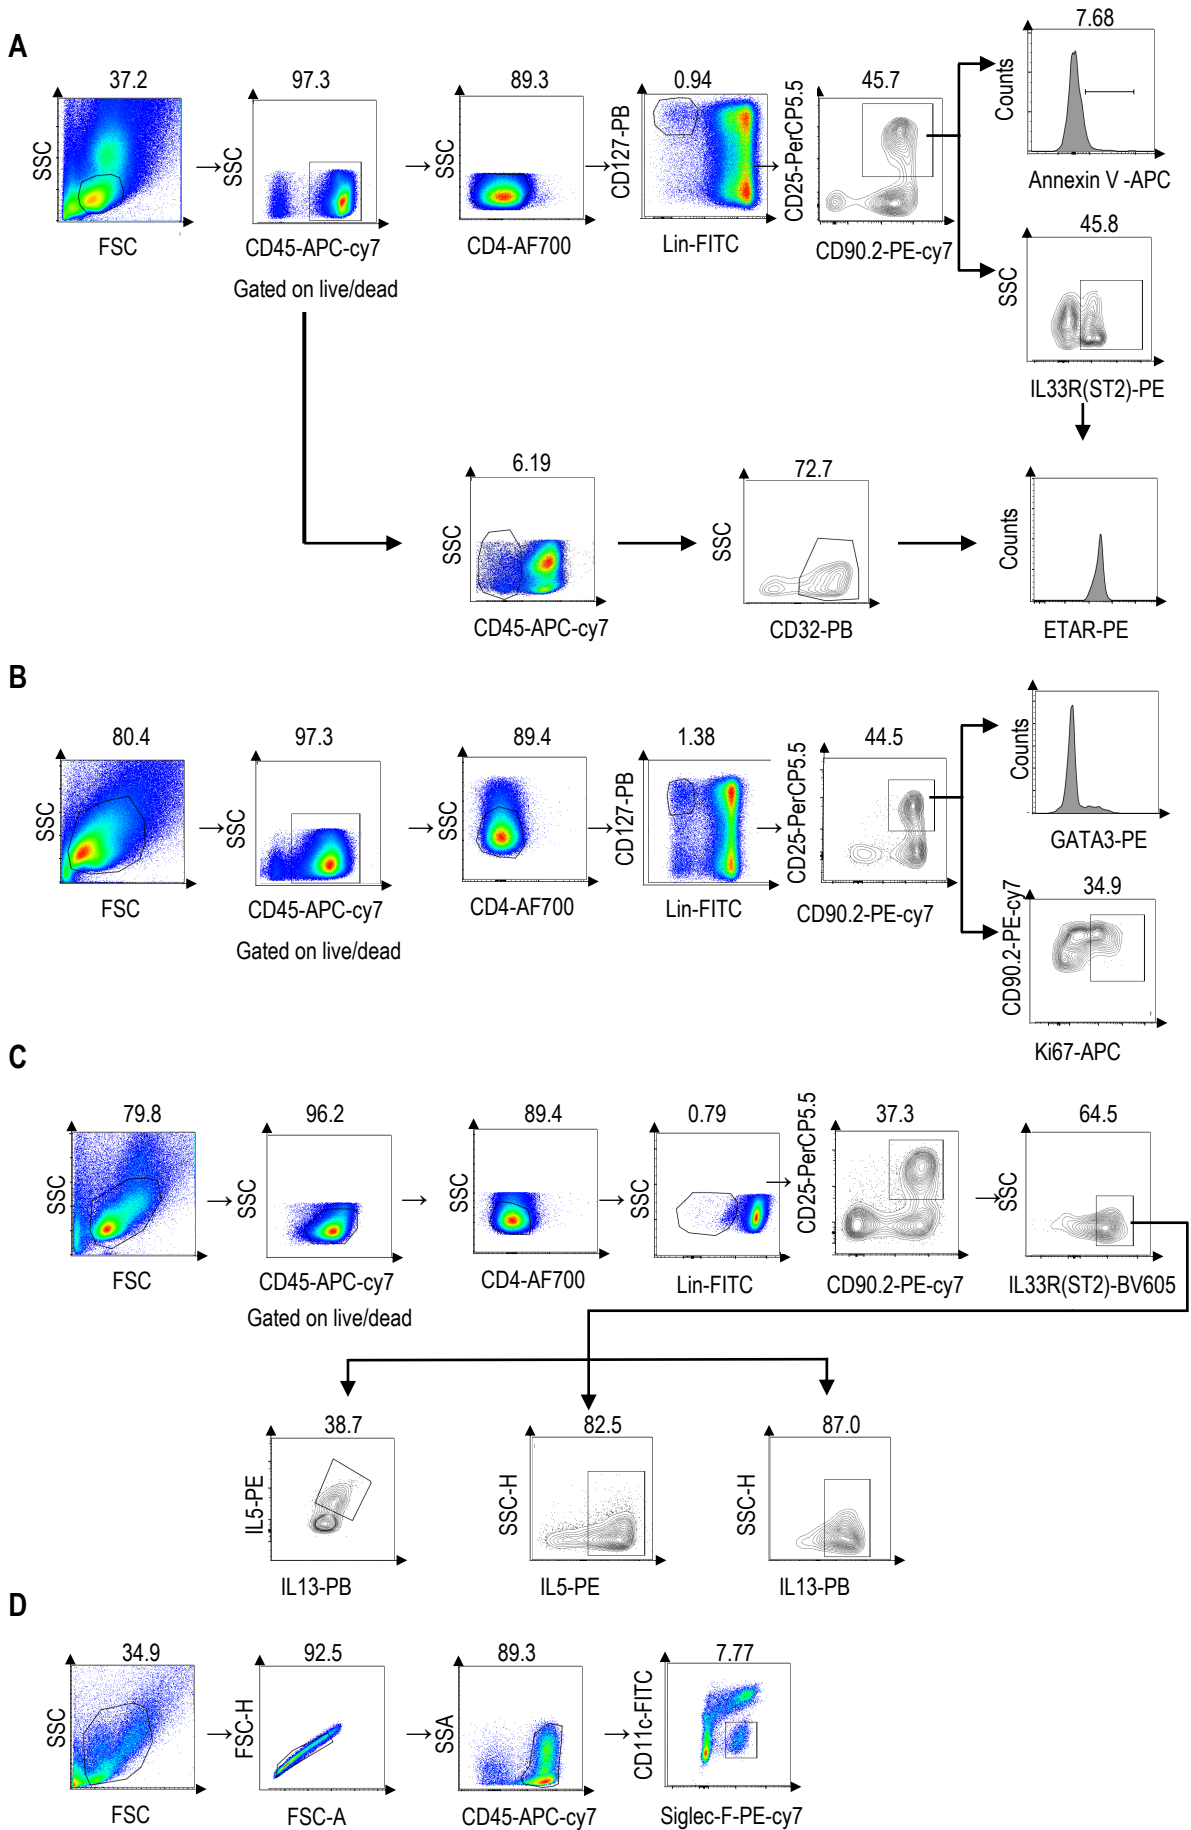 A
37.2
SSC
FSC
→
97.3
SSC
CD45-APC-cy7
Gated on live/dead
→
89.3
SSC
CD4-AF700
→
0.94
CD127-PB
Lin-FITC
→
45.7
CD25-PerCP5.5
CD90.2-PE-cy7
7.68
Counts
Annexin V -APC
45.8
SSC
IL33R(ST2)-PE
6.19
SSC
CD45-APC-cy7
72.7
SSC
CD32-PB
Counts
ETAR-PE
B
80.4
SSC
FSC
→
97.3
SSC
CD45-APC-cy7
Gated on live/dead
→
89.4
SSC
CD4-AF700
→
1.38
CD127-PB
Lin-FITC
→
44.5
CD25-PerCP5.5
CD90.2-PE-cy7
Counts
GATA3-PE
34.9
CD90.2-PE-cy7
Ki67-APC
C
79.8
SSC
FSC
→
96.2
SSC
CD45-APC-cy7
Gated on live/dead
→
89.4
SSC
CD4-AF700
→
0.79
SSC
Lin-FITC
→
37.3
CD25-PerCP5.5
CD90.2-PE-cy7
→
64.5
SSC
IL33R(ST2)-BV605
38.7
IL5-PE
IL13-PB
82.5
SSC-H
IL5-PE
87.0
SSC-H
IL13-PB
D
34.9
SSC
FSC
→
92.5
FSC-H
FSC-A
→
89.3
SSA
CD45-APC-cy7
→
7.77
CD11c-FITC
Siglec-F-PE-cy7